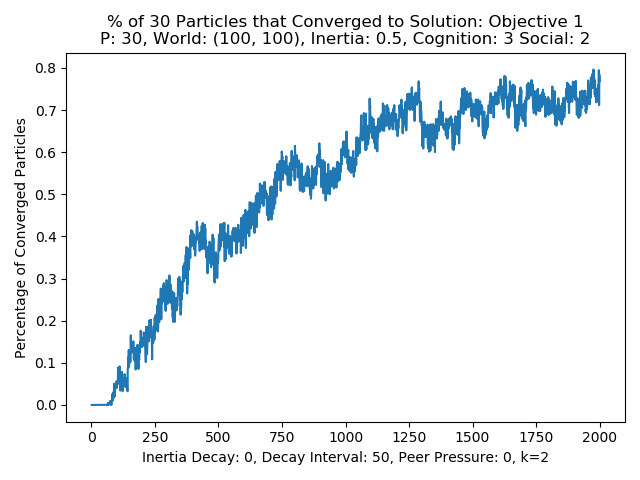 % of 30 Particles that Converged to Solution: Objective 1
P: 30, World: (100, 100), Inertia: 0.5, Cognition: 3 Social: 2
Percentage of Converged Particles
0.8
0.7
0.6
0.5
0.4
0.3
0.2
0.1
0.0
0 250 500 750 1000 1250 1500 1750 2000
Inertia Decay: 0, Decay Interval: 50, Peer Pressure: 0, k=2